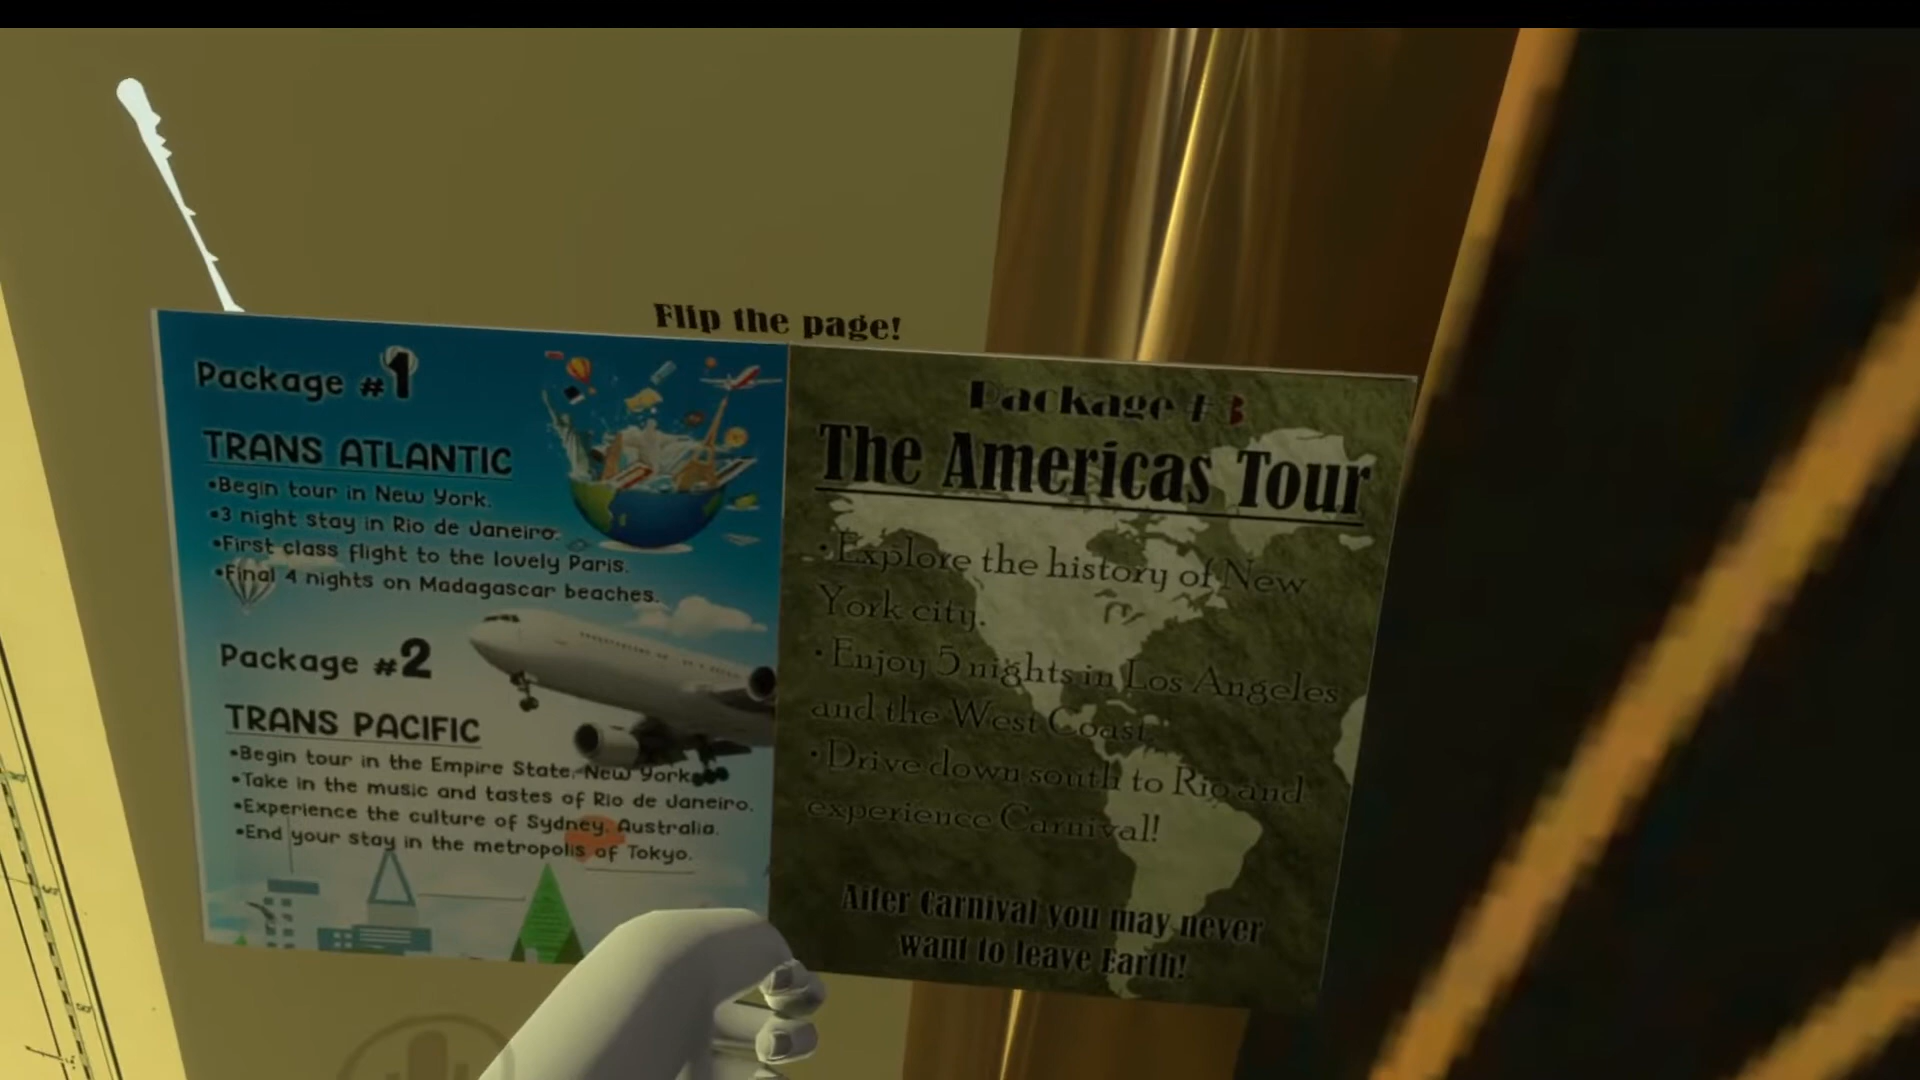 Flip the page!
Package #1
TRANS ATLANTIC
•Begin tour in New York.
•3 night stay in Rio de Janeiro.
•First class flight to the lovely Paris.
•Final 4 nights on Madagascar beaches.
Package #2
TRANS PACIFIC
•Begin tour in the Empire State, New York.
•Take in the music and tastes of Rio de Janeiro.
•Experience the culture of Sydney, Australia.
•End your stay in the metropolis of Tokyo.
Package #3
The Americas Tour
•Explore the history of New
York city.
•Enjoy 5 nights in Los Angeles
and the West Coast.
•Drive down south to Rio and
experience Carnival!
After Carnival you may never
want to leave Earth!